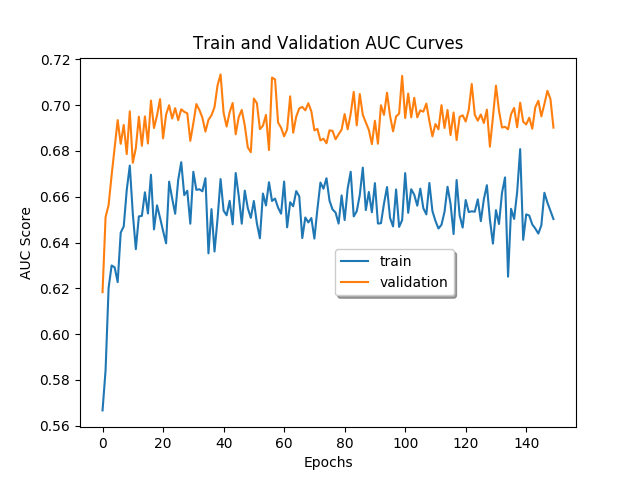 Train and Validation AUC Curves
0.72
0.70
0.68
0.66
0.64
0.62
0.60
0.58
0.56
AUC Score
train
validation
0 20 40 60 80 100 120 140
Epochs